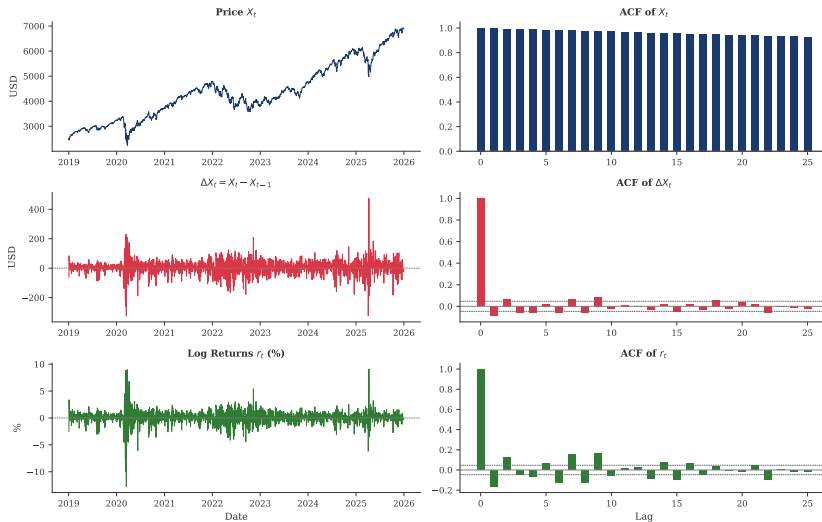 Price X_t
USD
7000
6000
5000
4000
3000
2019 2020 2021 2022 2023 2024 2025 2026
ACF of X_t
1.0
0.8
0.6
0.4
0.2
0.0
0 5 10 15 20 25
ΔX_t = X_t − X_{t−1}
USD
400
200
0
−200
2019 2020 2021 2022 2023 2024 2025 2026
ACF of ΔX_t
1.0
0.8
0.6
0.4
0.2
0.0
0 5 10 15 20 25
Log Returns r_t (%)
%
10
5
0
−5
−10
2019 2020 2021 2022 2023 2024 2025 2026
Date
ACF of r_t
1.0
0.8
0.6
0.4
0.2
0.0
−0.2
0 5 10 15 20 25
Lag